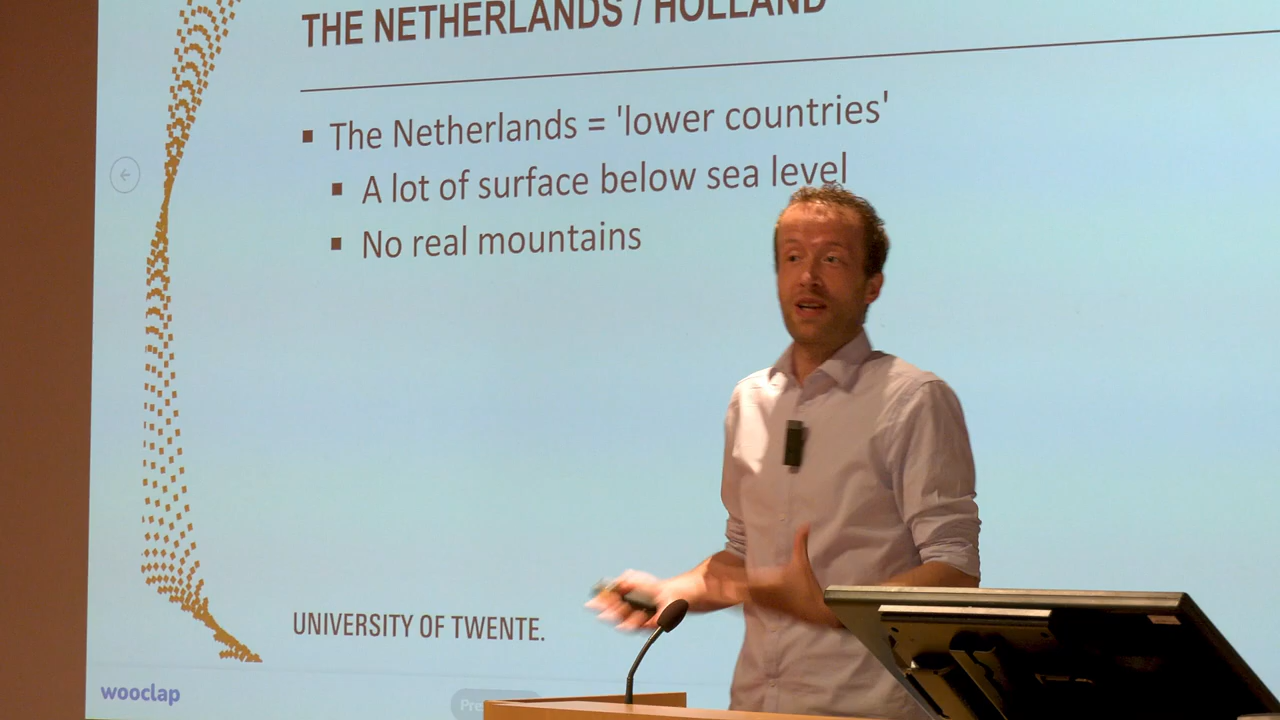 THE NETHERLANDS / HOLLAND
▪ The Netherlands = 'lower countries'
▪ A lot of surface below sea level
▪ No real mountains
UNIVERSITY OF TWENTE.
wooclap